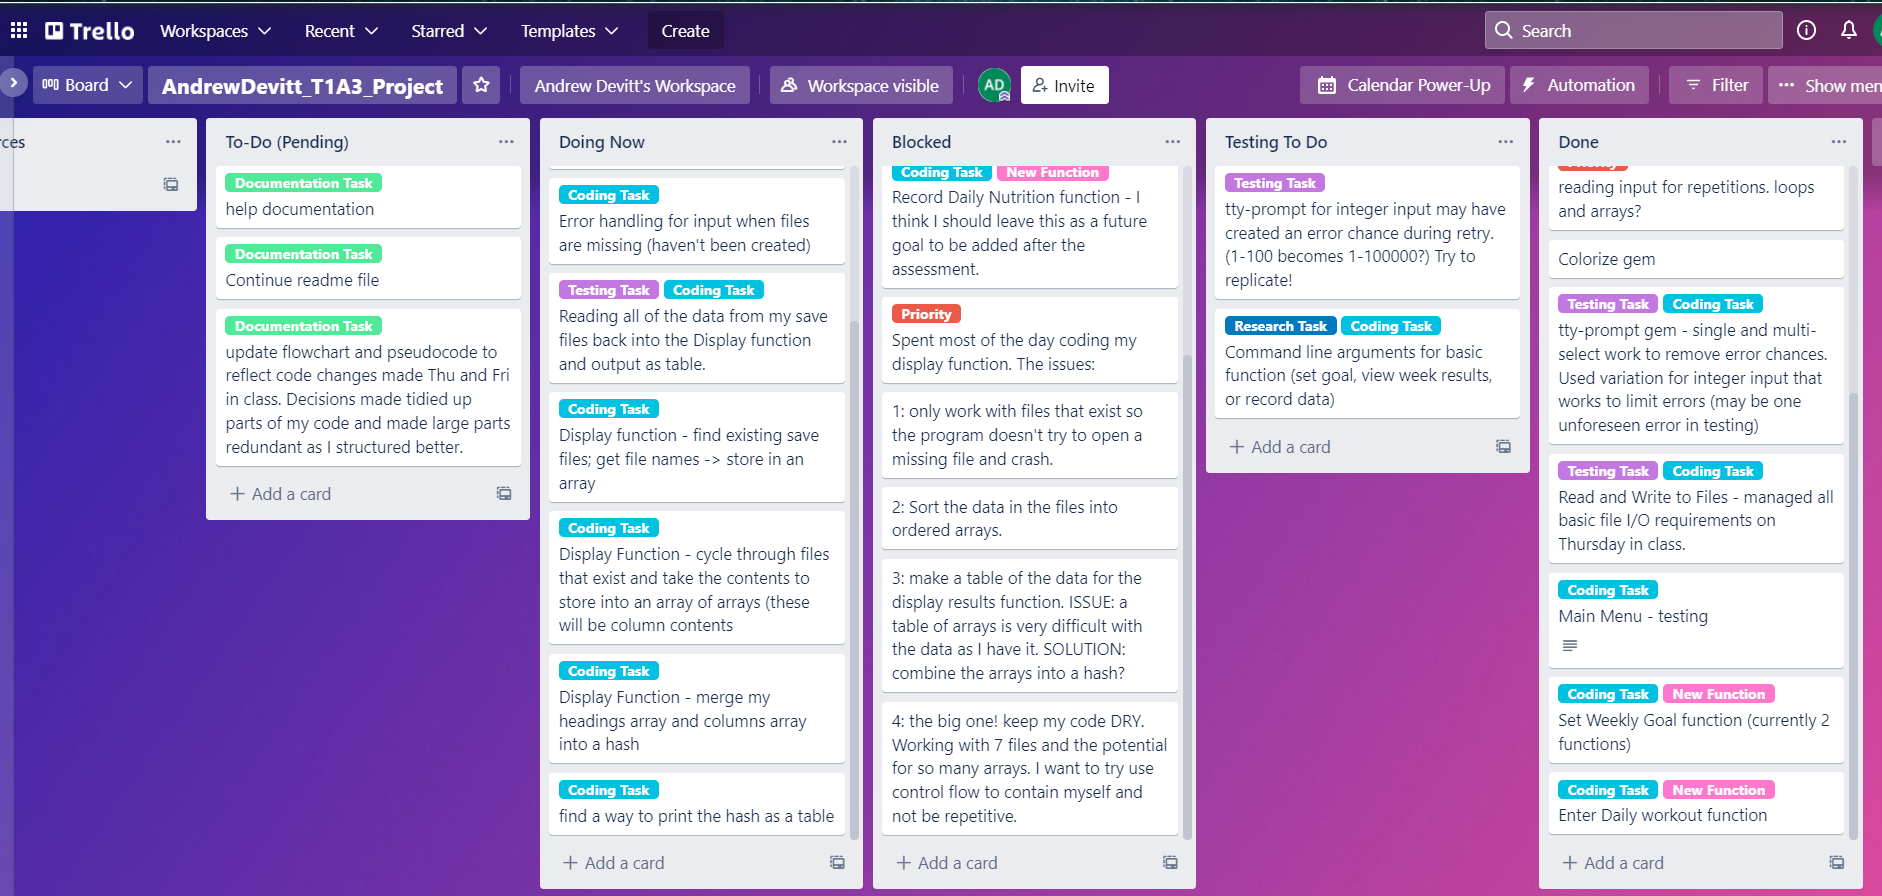 Trello
Workspaces
Recent
Starred
Templates
Create
Search
Board
AndrewDevitt_T1A3_Project
Andrew Devitt's Workspace
Workspace visible
AD
Invite
Calendar Power-Up
Automation
Filter
Show
To-Do (Pending)
Documentation Task
help documentation
Documentation Task
Continue readme file
Documentation Task
update flowchart and pseudocode to
reflect code changes made Thu and Fri
in class. Decisions made tidied up
parts of my code and made large parts
redundant as I structured better.
Add a card
Doing Now
Coding Task
Error handling for input when files
are missing (haven't been created)
Testing Task Coding Task
Reading all of the data from my save
files back into the Display function
and output as table.
Coding Task
Display function - find existing save
files; get file names -> store in an
array
Coding Task
Display Function - cycle through files
that exist and take the contents to
store into an array of arrays (these
will be column contents
Coding Task
Display Function - merge my
headings array and columns array
into a hash
Coding Task
find a way to print the hash as a table
Add a card
Blocked
Coding Task New Function
Record Daily Nutrition function - I
think I should leave this as a future
goal to be added after the
assessment.
Priority
Spent most of the day coding my
display function. The issues:
1: only work with files that exist so
the program doesn't try to open a
missing file and crash.
2: Sort the data in the files into
ordered arrays.
3: make a table of the data for the
display results function. ISSUE: a
table of arrays is very difficult with
the data as I have it. SOLUTION:
combine the arrays into a hash?
4: the big one! keep my code DRY.
Working with 7 files and the potential
for so many arrays. I want to try use
control flow to contain myself and
not be repetitive.
Add a card
Testing To Do
Testing Task
tty-prompt for integer input may have
created an error chance during retry.
(1-100 becomes 1-100000?) Try to
replicate!
Research Task Coding Task
Command line arguments for basic
function (set goal, view week results,
or record data)
Add a card
Done
Priority
reading input for repetitions. loops
and arrays?
Colorize gem
Testing Task Coding Task
tty-prompt gem - single and multi-
select work to remove error chances.
Used variation for integer input that
works to limit errors (may be one
unforeseen error in testing)
Testing Task Coding Task
Read and Write to Files - managed all
basic file I/O requirements on
Thursday in class.
Coding Task
Main Menu - testing
Coding Task New Function
Set Weekly Goal function (currently 2
functions)
Coding Task New Function
Enter Daily workout function
Add a card